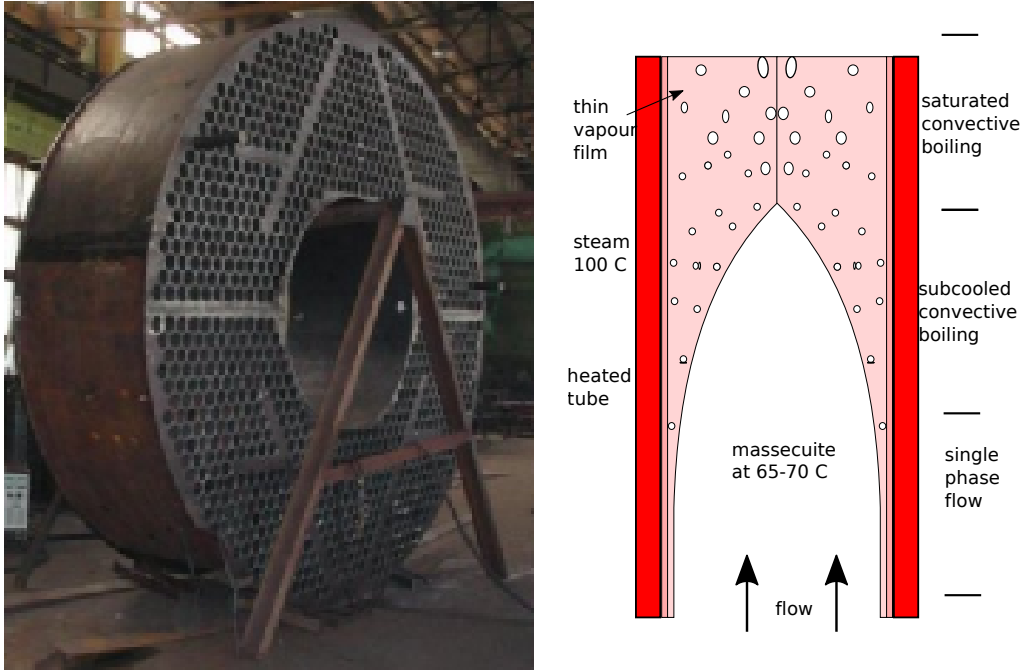 thin
vapour
film
steam
100 C
heated
tube
massecuite
at 65-70 C
flow
saturated
convective
boiling
subcooled
convective
boiling
single
phase
flow